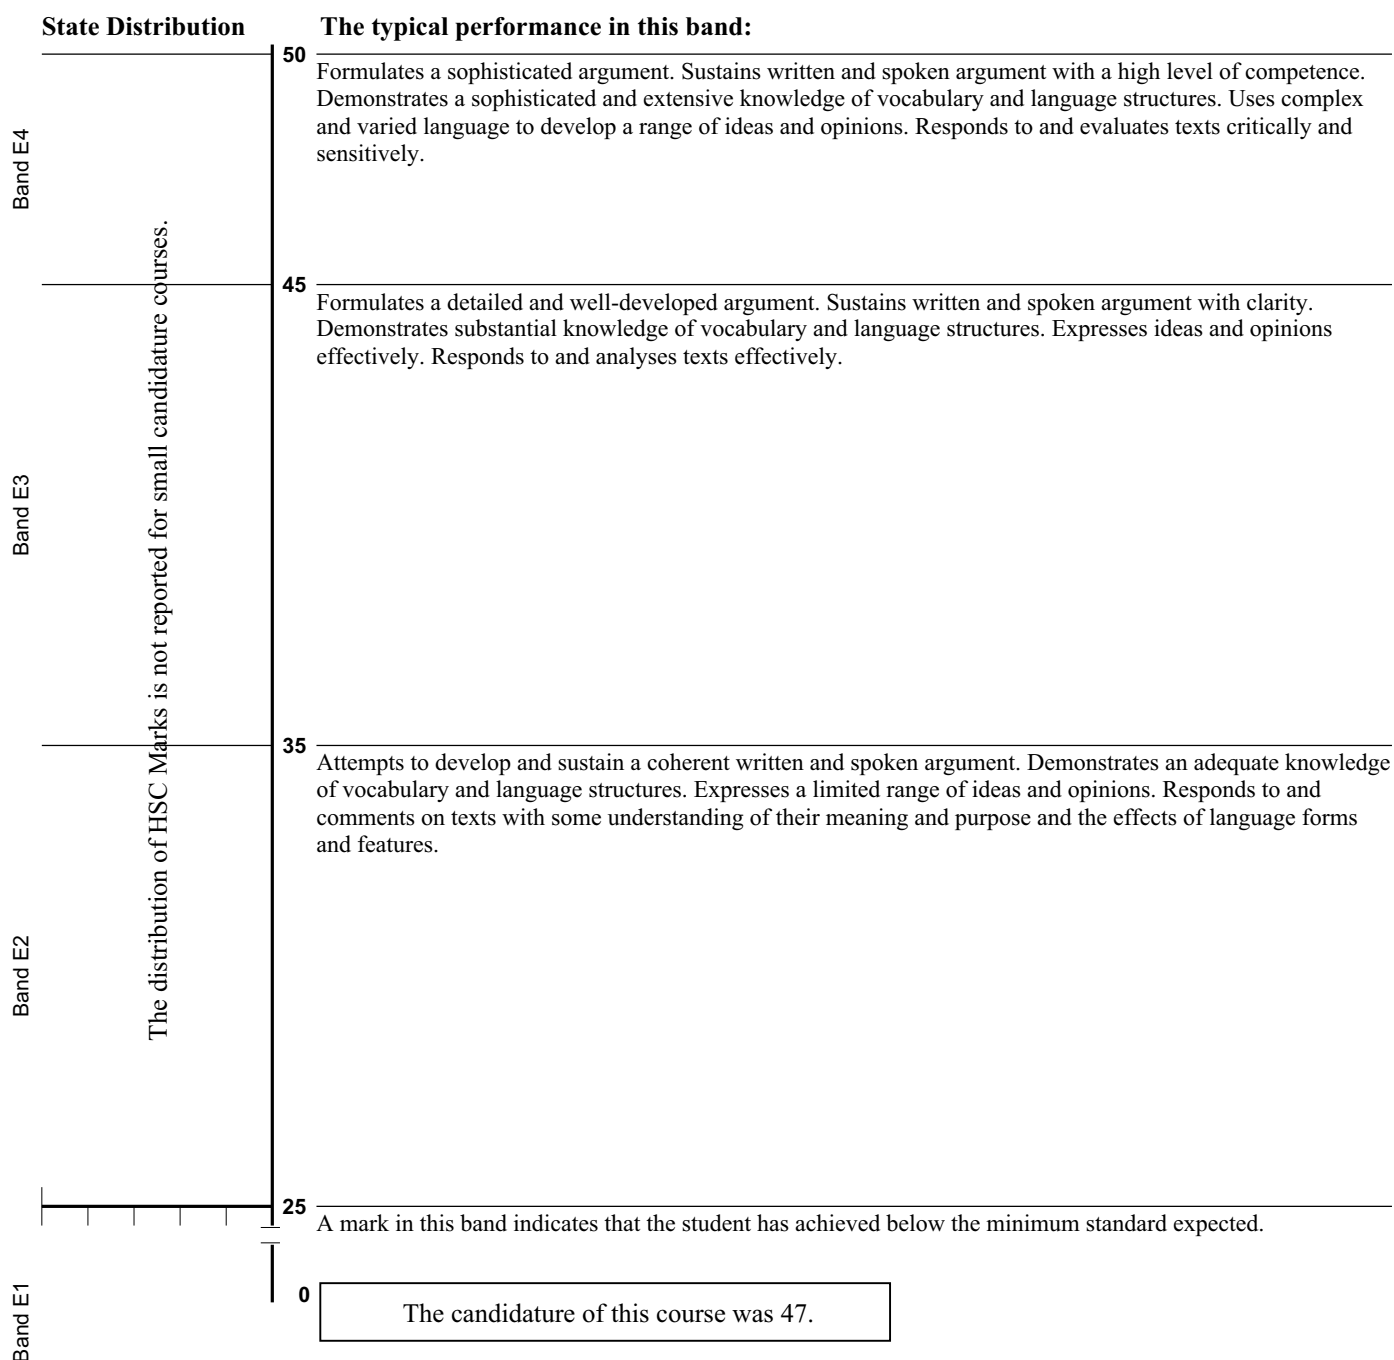 State Distribution
The typical performance in this band:
50
Formulates a sophisticated argument. Sustains written and spoken argument with a high level of competence.
Demonstrates a sophisticated and extensive knowledge of vocabulary and language structures. Uses complex
and varied language to develop a range of ideas and opinions. Responds to and evaluates texts critically and
sensitively.
Band E4
45
Formulates a detailed and well-developed argument. Sustains written and spoken argument with clarity.
Demonstrates substantial knowledge of vocabulary and language structures. Expresses ideas and opinions
effectively. Responds to and analyses texts effectively.
Band E3
The distribution of HSC Marks is not reported for small candidature courses.
35
Attempts to develop and sustain a coherent written and spoken argument. Demonstrates an adequate knowledge
of vocabulary and language structures. Expresses a limited range of ideas and opinions. Responds to and
comments on texts with some understanding of their meaning and purpose and the effects of language forms
and features.
Band E2
25
A mark in this band indicates that the student has achieved below the minimum standard expected.
Band E1
0
The candidature of this course was 47.